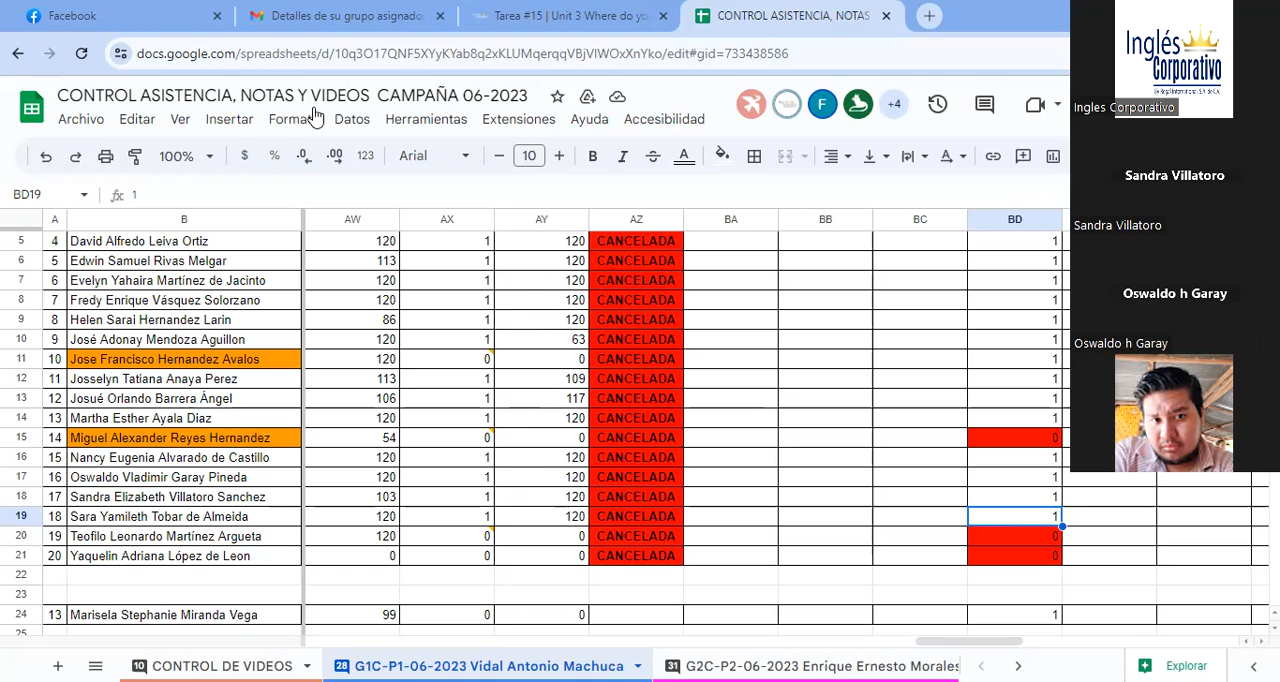 Facebook
Detalles de su grupo asignado
Tarea #15 | Unit 3 Where do yo
CONTROL ASISTENCIA, NOTAS
docs.google.com/spreadsheets/d/10q3O17QNF5XYyKYab8q2xKLUMqerqqVBjVIWOxXnYko/edit#gid=733438586
CONTROL ASISTENCIA, NOTAS Y VIDEOS CAMPAÑA 06-2023
F +4
Archivo Editar Ver Insertar Format Datos Herramientas Extensiones Ayuda Accesibilidad
100% $ % .0 .00 123 Arial 10 B I A
BD19 fx 1
A B AW AX AY AZ BA BB BC BD
5 4 David Alfredo Leiva Ortiz 120 1 120 CANCELADA 1
6 5 Edwin Samuel Rivas Melgar 113 1 120 CANCELADA 1
7 6 Evelyn Yahaira Martínez de Jacinto 120 1 120 CANCELADA 1
8 7 Fredy Enrique Vásquez Solorzano 120 1 120 CANCELADA 1
9 8 Helen Sarai Hernandez Larin 86 1 120 CANCELADA 1
10 9 José Adonay Mendoza Aguillon 120 1 63 CANCELADA 1
11 10 Jose Francisco Hernandez Avalos 120 0 0 CANCELADA 1
12 11 Josselyn Tatiana Anaya Perez 113 1 109 CANCELADA 1
13 12 Josué Orlando Barrera Ángel 106 1 117 CANCELADA 1
14 13 Martha Esther Ayala Diaz 120 1 120 CANCELADA 1
15 14 Miguel Alexander Reyes Hernandez 54 0 0 CANCELADA 0
16 15 Nancy Eugenia Alvarado de Castillo 120 1 120 CANCELADA 1
17 16 Oswaldo Vladimir Garay Pineda 120 1 120 CANCELADA 1
18 17 Sandra Elizabeth Villatoro Sanchez 103 1 120 CANCELADA 1
19 18 Sara Yamileth Tobar de Almeida 120 1 120 CANCELADA 1
20 19 Teofilo Leonardo Martínez Argueta 120 0 0 CANCELADA 0
21 20 Yaquelin Adriana López de Leon 0 0 0 CANCELADA 0
22
23
24 13 Marisela Stephanie Miranda Vega 99 0 0 1
25
10 CONTROL DE VIDEOS 28 G1C-P1-06-2023 Vidal Antonio Machuca 31 G2C-P2-06-2023 Enrique Ernesto Morales Explorar
Inglés
Corporativo
Ingles Corporativo
Sandra Villatoro
Sandra Villatoro
Oswaldo h Garay
Oswaldo h Garay